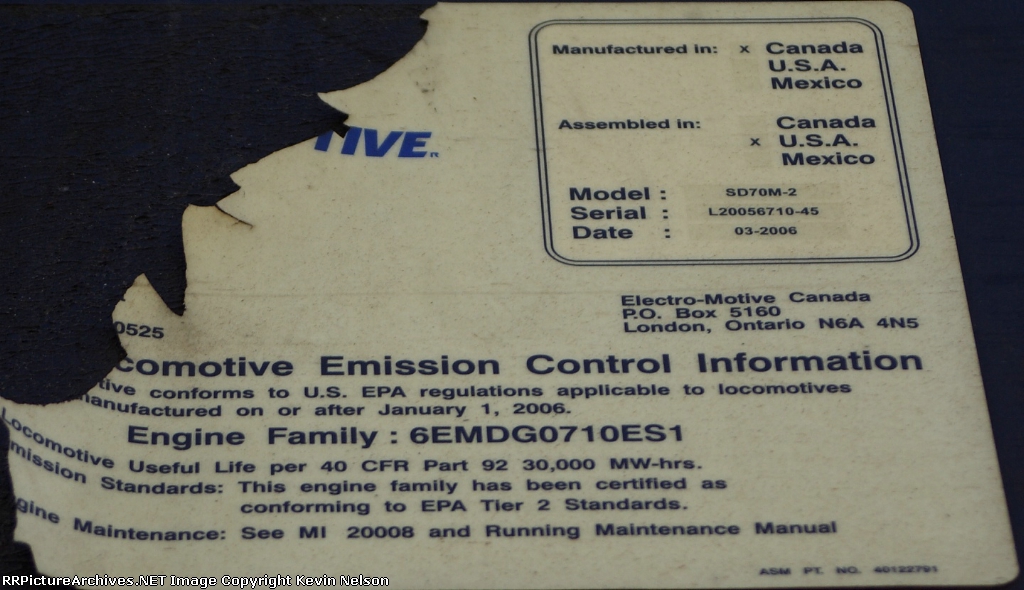 Manufactured in: x Canada
U.S.A.
Mexico
Assembled in: Canada
x U.S.A.
Mexico
Model : SD70M-2
Serial : L20056710-45
Date : 03-2006
TIVE
Electro-Motive Canada
P.O. Box 5160
London, Ontario N6A 4N5
0525
comotive Emission Control Information
tive conforms to U.S. EPA regulations applicable to locomotives
anufactured on or after January 1, 2006.
Engine Family : 6EMDG0710ES1
Locomotive Useful Life per 40 CFR Part 92 30,000 MW-hrs.
mission Standards: This engine family has been certified as
conforming to EPA Tier 2 Standards.
gine Maintenance: See MI 20008 and Running Maintenance Manual
ASM PT. NO. 40122791
RRPictureArchives.NET Image Copyright Kevin Nelson